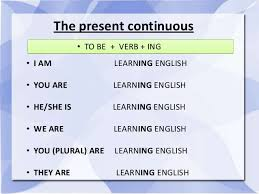 The present continuous
• TO BE + VERB + ING
• I AM LEARNING ENGLISH
• YOU ARE LEARNING ENGLISH
• HE/SHE IS LEARNING ENGLISH
• WE ARE LEARNING ENGLISH
• YOU (PLURAL) ARE LEARNING ENGLISH
• THEY ARE LEARNING ENGLISH